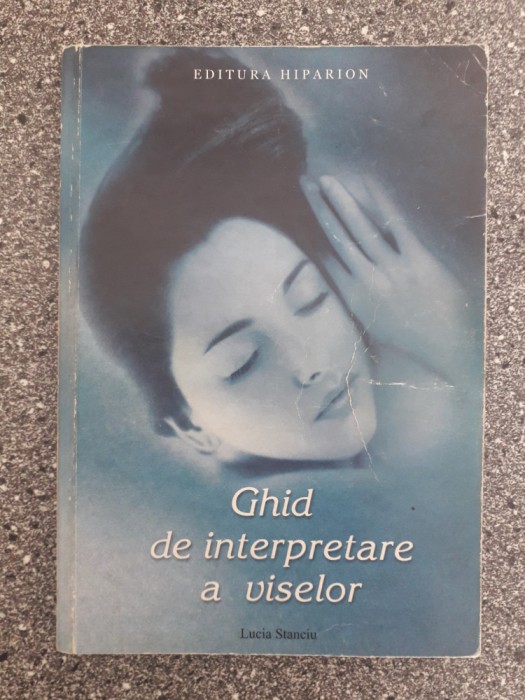 EDITURA HIPARION
Ghid
de interpretare
a viselor
Lucia Stanciu